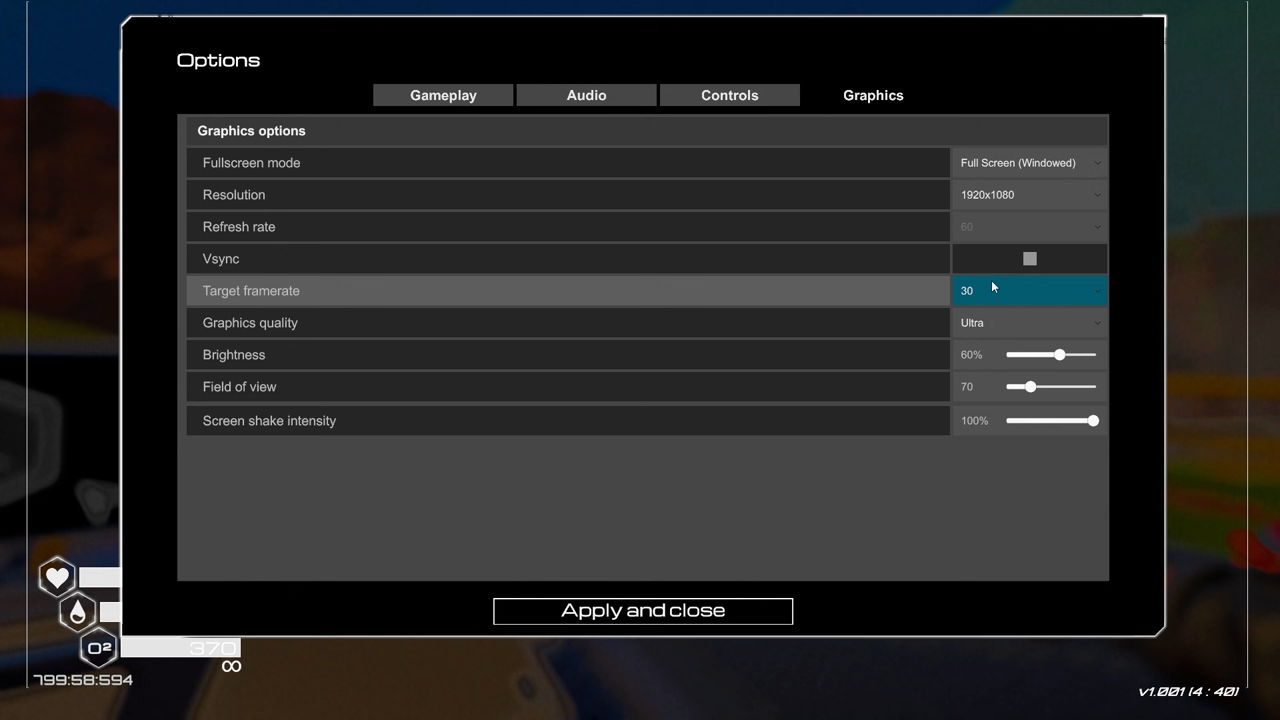 Options
Gameplay Audio Controls Graphics
Graphics options
Fullscreen mode Full Screen (Windowed)
Resolution 1920x1080
Refresh rate 60
Vsync
Target framerate 30
Graphics quality Ultra
Brightness 60%
Field of view 70
Screen shake intensity 100%
Apply and close
O² 370
∞
799:58:594
v1.001 (4 : 40)